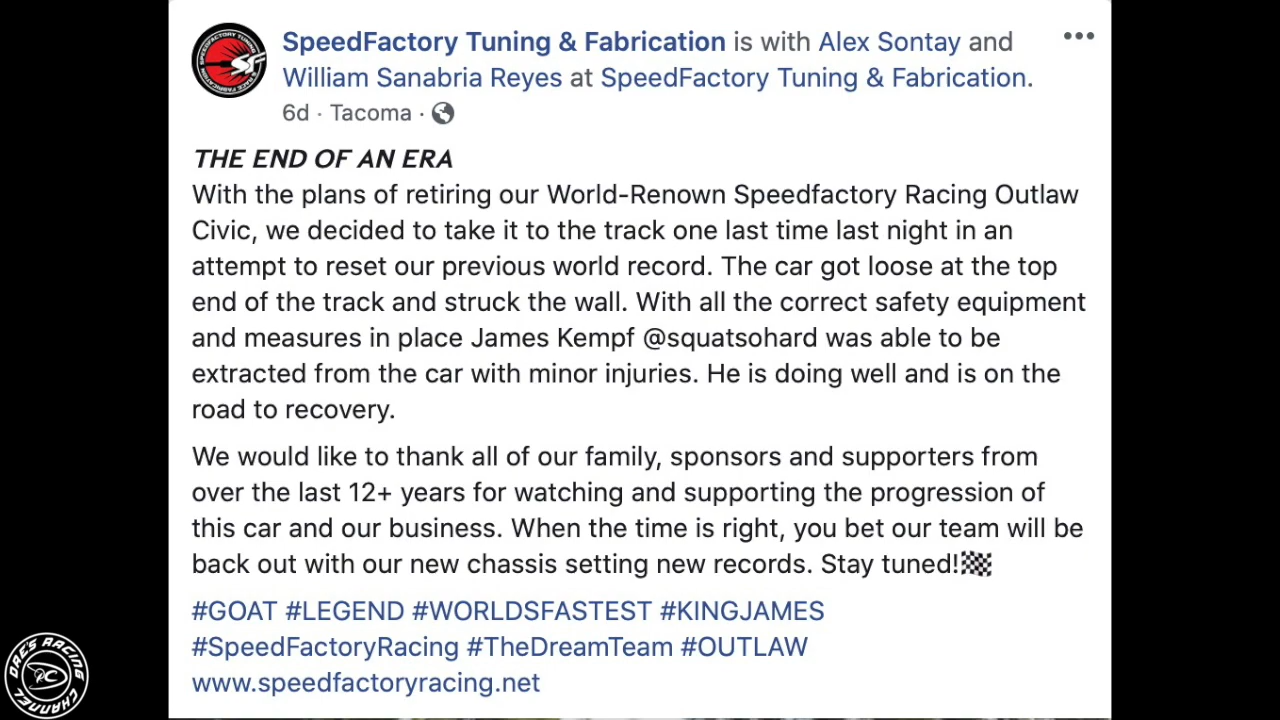 SpeedFactory Tuning & Fabrication is with Alex Sontay and
William Sanabria Reyes at SpeedFactory Tuning & Fabrication.
6d · Tacoma ·
THE END OF AN ERA
With the plans of retiring our World-Renown Speedfactory Racing Outlaw
Civic, we decided to take it to the track one last time last night in an
attempt to reset our previous world record. The car got loose at the top
end of the track and struck the wall. With all the correct safety equipment
and measures in place James Kempf @squatsohard was able to be
extracted from the car with minor injuries. He is doing well and is on the
road to recovery.
We would like to thank all of our family, sponsors and supporters from
over the last 12+ years for watching and supporting the progression of
this car and our business. When the time is right, you bet our team will be
back out with our new chassis setting new records. Stay tuned!🏁
#GOAT #LEGEND #WORLDSFASTEST #KINGJAMES
#SpeedFactoryRacing #TheDreamTeam #OUTLAW
www.speedfactoryracing.net
DRE'S RACING
CHANNEL